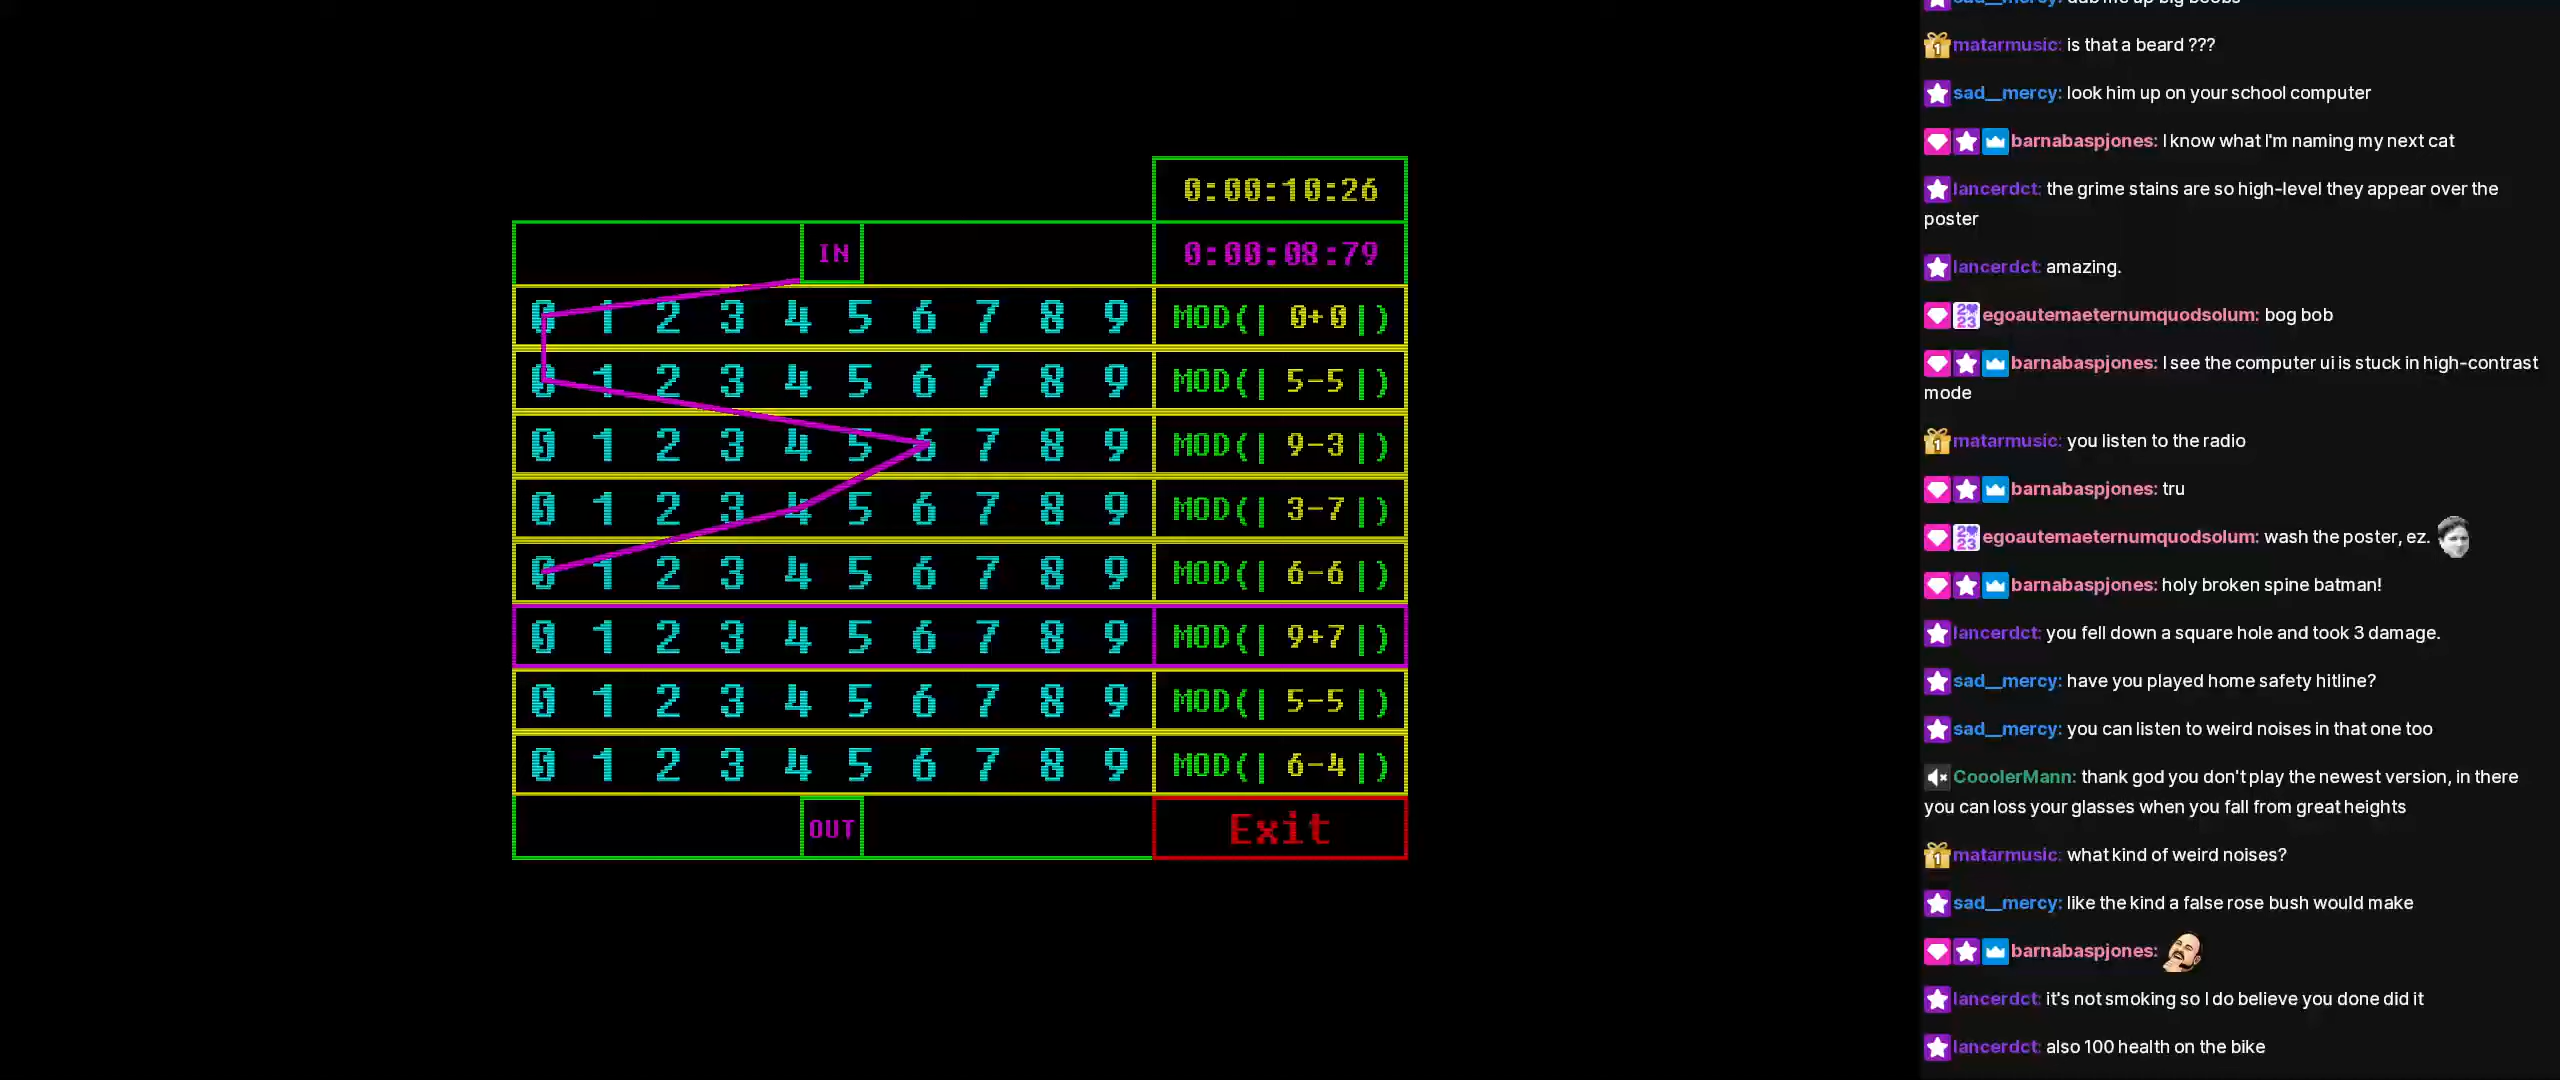 0:00:10:26
IN 0:00:08:79
0 1 2 3 4 5 6 7 8 9 MOD(| 0+0|)
0 1 2 3 4 5 6 7 8 9 MOD(| 5-5|)
0 1 2 3 4 5 6 7 8 9 MOD(| 9-3|)
0 1 2 3 4 5 6 7 8 9 MOD(| 3-7|)
0 1 2 3 4 5 6 7 8 9 MOD(| 6-6|)
0 1 2 3 4 5 6 7 8 9 MOD(| 9+7|)
0 1 2 3 4 5 6 7 8 9 MOD(| 5-5|)
0 1 2 3 4 5 6 7 8 9 MOD(| 6-4|)
OUT Exit
matarmusic: is that a beard ???
sad__mercy: look him up on your school computer
barnabaspjones: I know what I'm naming my next cat
lancerdct: the grime stains are so high-level they appear over the
poster
lancerdct: amazing.
egoautemaeternumquodsolum: bog bob
barnabaspjones: I see the computer ui is stuck in high-contrast
mode
matarmusic: you listen to the radio
barnabaspjones: tru
egoautemaeternumquodsolum: wash the poster, ez.
barnabaspjones: holy broken spine batman!
lancerdct: you fell down a square hole and took 3 damage.
sad__mercy: have you played home safety hitline?
sad__mercy: you can listen to weird noises in that one too
CooolerMann: thank god you don't play the newest version, in there
you can loss your glasses when you fall from great heights
matarmusic: what kind of weird noises?
sad__mercy: like the kind a false rose bush would make
barnabaspjones:
lancerdct: it's not smoking so I do believe you done did it
lancerdct: also 100 health on the bike